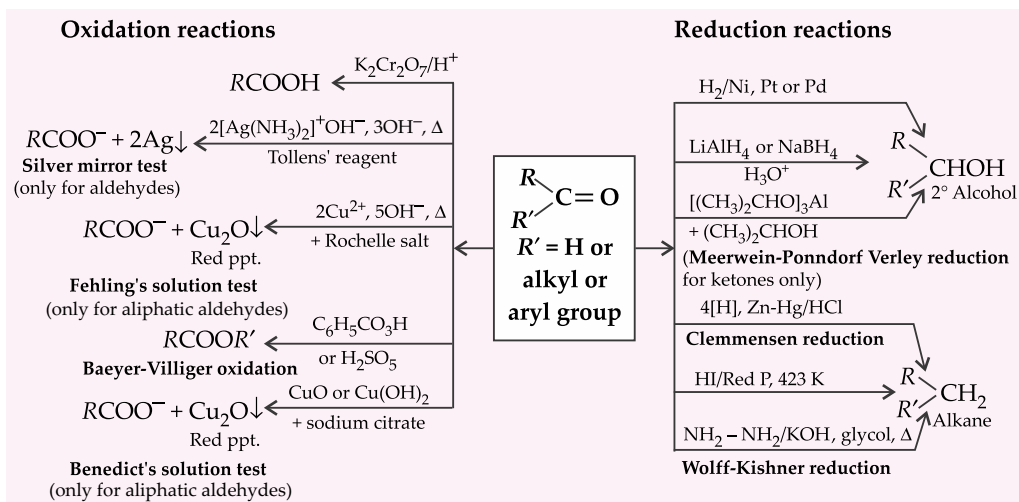 Oxidation reactions
K₂Cr₂O₇/H⁺
RCOOH
2[Ag(NH₃)₂]⁺OH⁻, 3OH⁻, Δ
RCOO⁻ + 2Ag↓
Tollens' reagent
Silver mirror test
(only for aldehydes)
2Cu²⁺, 5OH⁻, Δ
RCOO⁻ + Cu₂O↓
+ Rochelle salt
Red ppt.
Fehling's solution test
(only for aliphatic aldehydes)
C₆H₅CO₃H
RCOOR'
or H₂SO₅
Baeyer-Villiger oxidation
CuO or Cu(OH)₂
RCOO⁻ + Cu₂O↓
+ sodium citrate
Red ppt.
Benedict's solution test
(only for aliphatic aldehydes)
R
C = O
R'
R' = H or
alkyl or
aryl group
Reduction reactions
H₂/Ni, Pt or Pd
R
LiAlH₄ or NaBH₄
CHOH
H₃O⁺
R'
2° Alcohol
[(CH₃)₂CHO]₃Al
+ (CH₃)₂CHOH
(Meerwein-Ponndorf Verley reduction
for ketones only)
4[H], Zn-Hg/HCl
Clemmensen reduction
R
HI/Red P, 423 K
CH₂
R'
Alkane
NH₂ – NH₂/KOH, glycol, Δ
Wolff-Kishner reduction